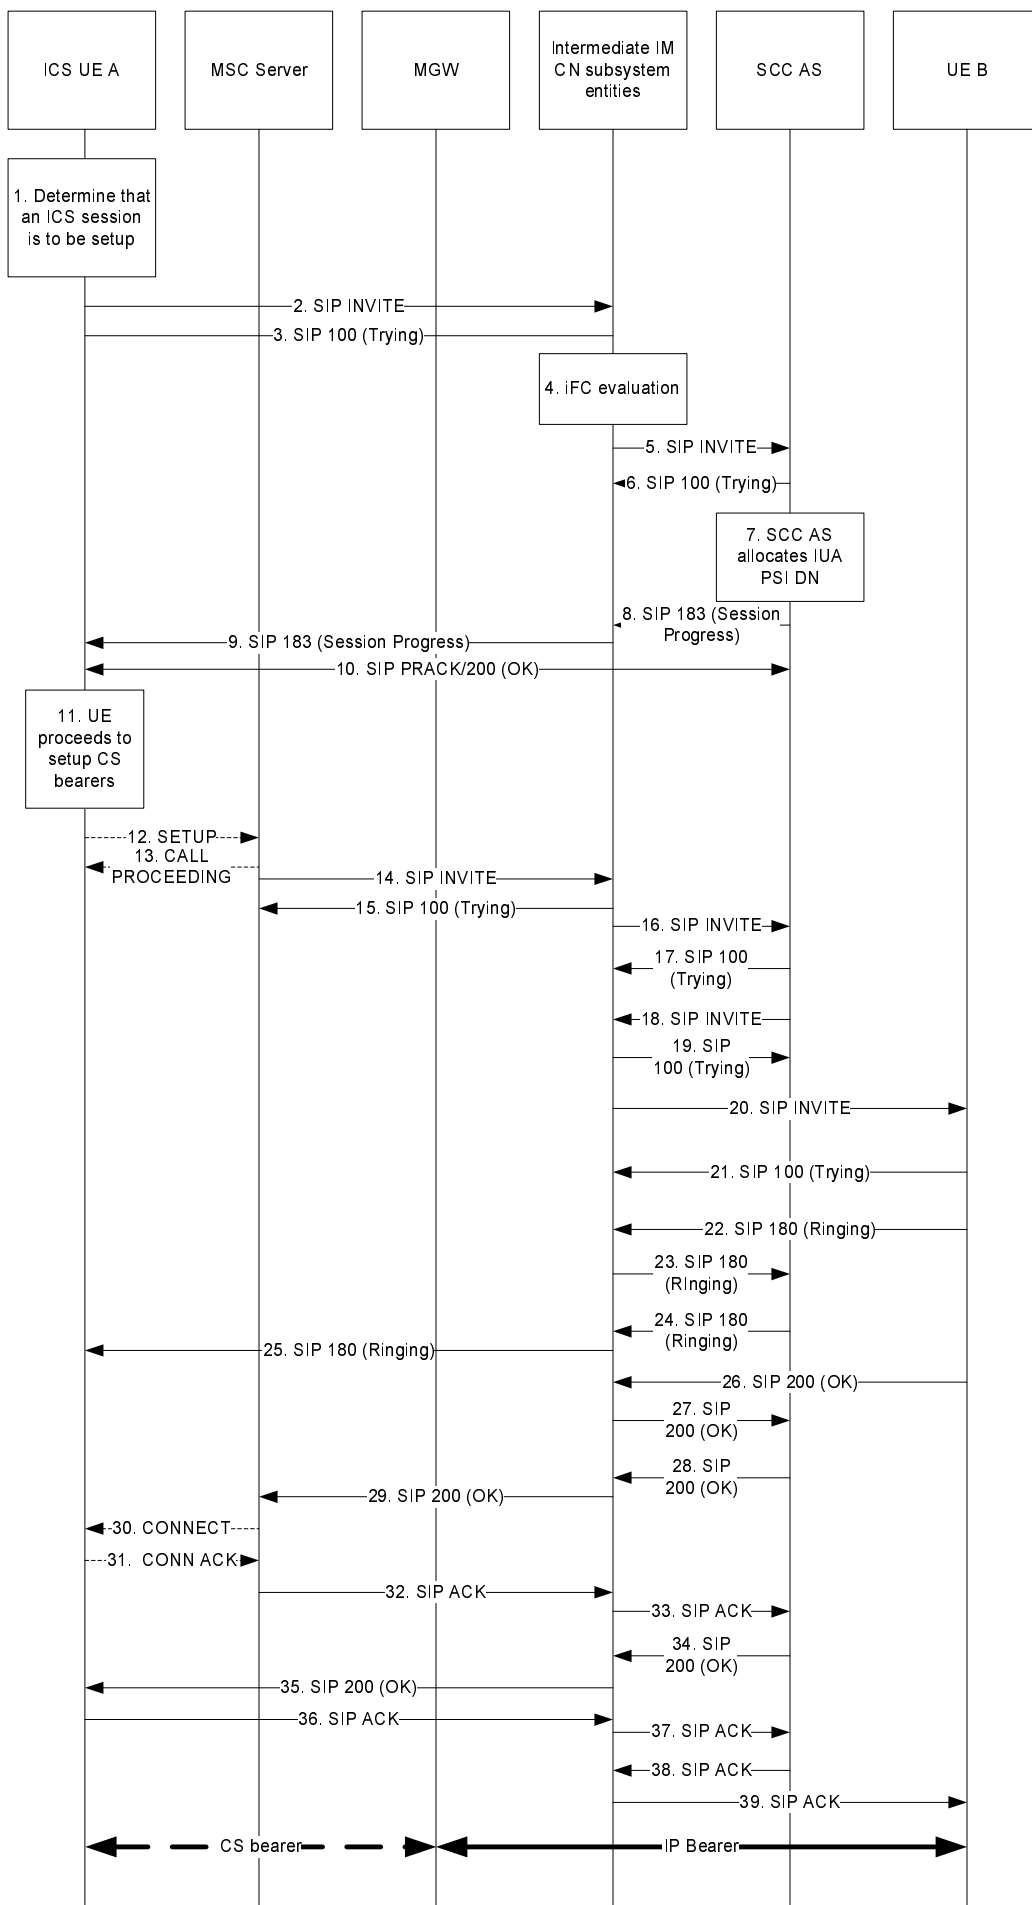 ICS UE A
MSC Server
MGW
Intermediate IM
CN subsystem
entities
SCC AS
UE B
1. Determine that
an ICS session
is to be setup
2. SIP INVITE
3. SIP 100 (Trying)
4. iFC evaluation
5. SIP INVITE
6. SIP 100 (Trying)
7. SCC AS
allocates IUA
PSI DN
8. SIP 183 (Session
Progress)
9. SIP 183 (Session Progress)
10. SIP PRACK/200 (OK)
11. UE
proceeds to
setup CS
bearers
12. SETUP
13. CALL
PROCEEDING
14. SIP INVITE
15. SIP 100 (Trying)
16. SIP INVITE
17. SIP 100
(Trying)
18. SIP INVITE
19. SIP
100 (Trying)
20. SIP INVITE
21. SIP 100 (Trying)
22. SIP 180 (Ringing)
23. SIP 180
(RInging)
24. SIP 180
(Ringing)
25. SIP 180 (Ringing)
26. SIP 200 (OK)
27. SIP
200 (OK)
28. SIP
200 (OK)
29. SIP 200 (OK)
30. CONNECT
31. CONN ACK
32. SIP ACK
33. SIP ACK
34. SIP
200 (OK)
35. SIP 200 (OK)
36. SIP ACK
37. SIP ACK
38. SIP ACK
39. SIP ACK
CS bearer
IP Bearer